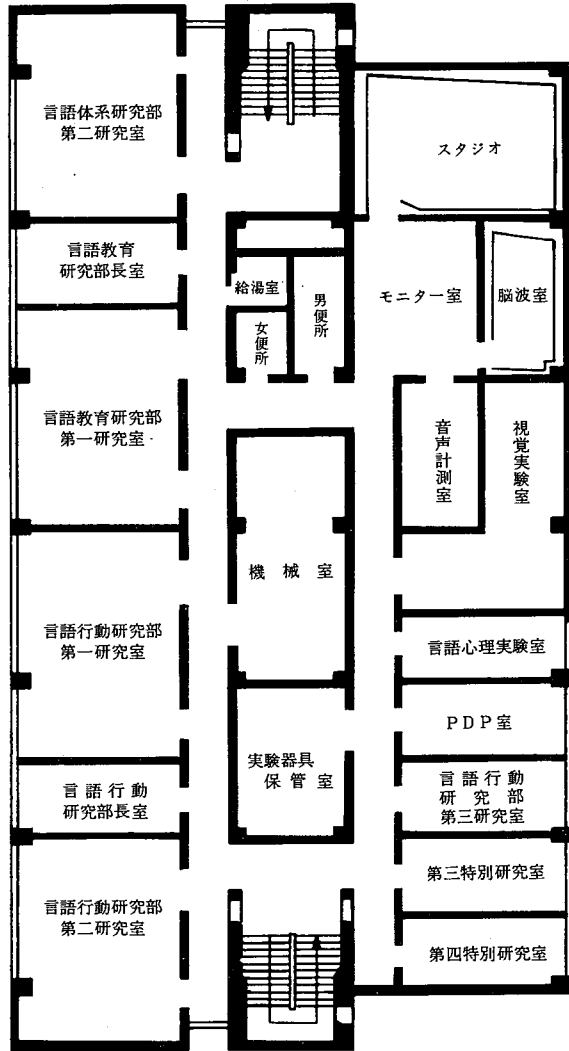 言語体系研究部
第二研究室
言語教育
研究部長室
言語教育研究部
第一研究室
言語行動研究部
第一研究室
言語行動
研究部長室
言語行動研究部
第二研究室
給湯室
女便所
男便所
機械室
実験器具
保管室
スタジオ
モニター室
脳波室
音声計測室
視覚実験室
言語心理実験室
PDP室
言語行動
研究部
第三研究室
第三特別研究室
第四特別研究室